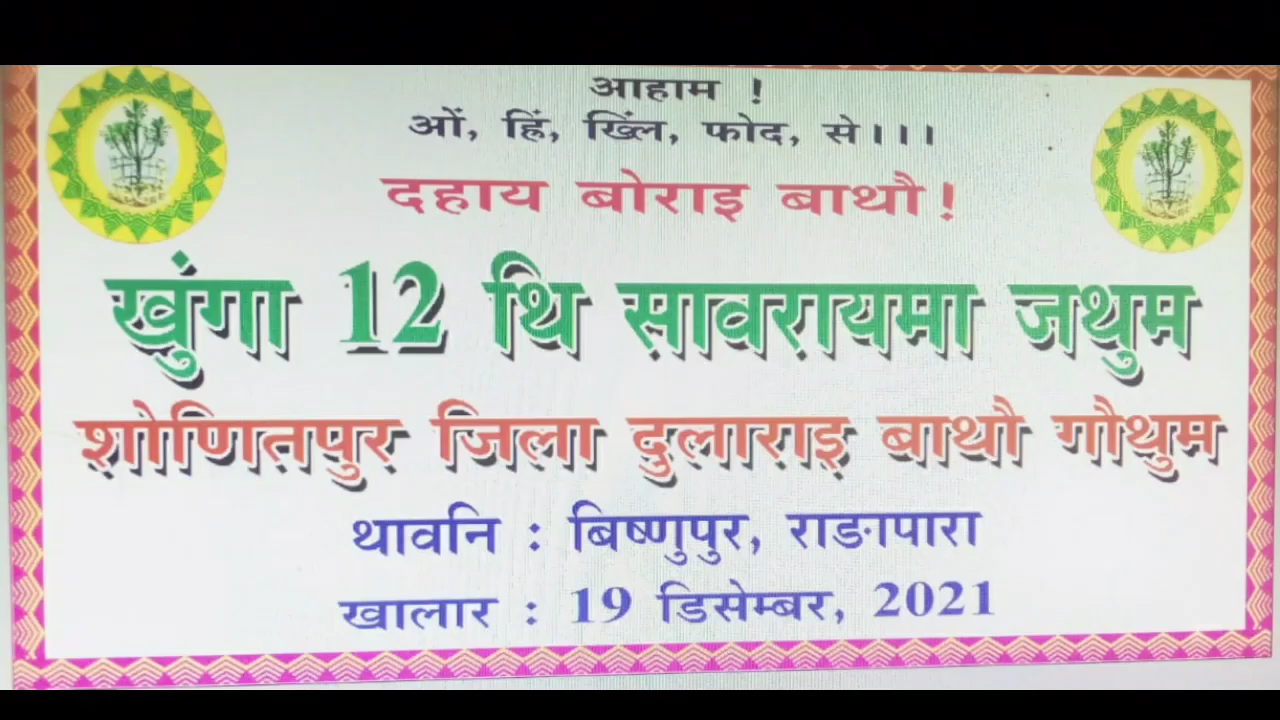 आहाम !
ओं, ह्रिं, ख्लिं, फोद, से।।।
दहाय बोराइ बाथौ!
खुंगा 12 थि सावरायमा जथुम
शोणितपुर जिला दुलाराइ बाथौ गौथुम
थावनि : बिष्णुपुर, राङापारा
खालार : 19 डिसेम्बर, 2021